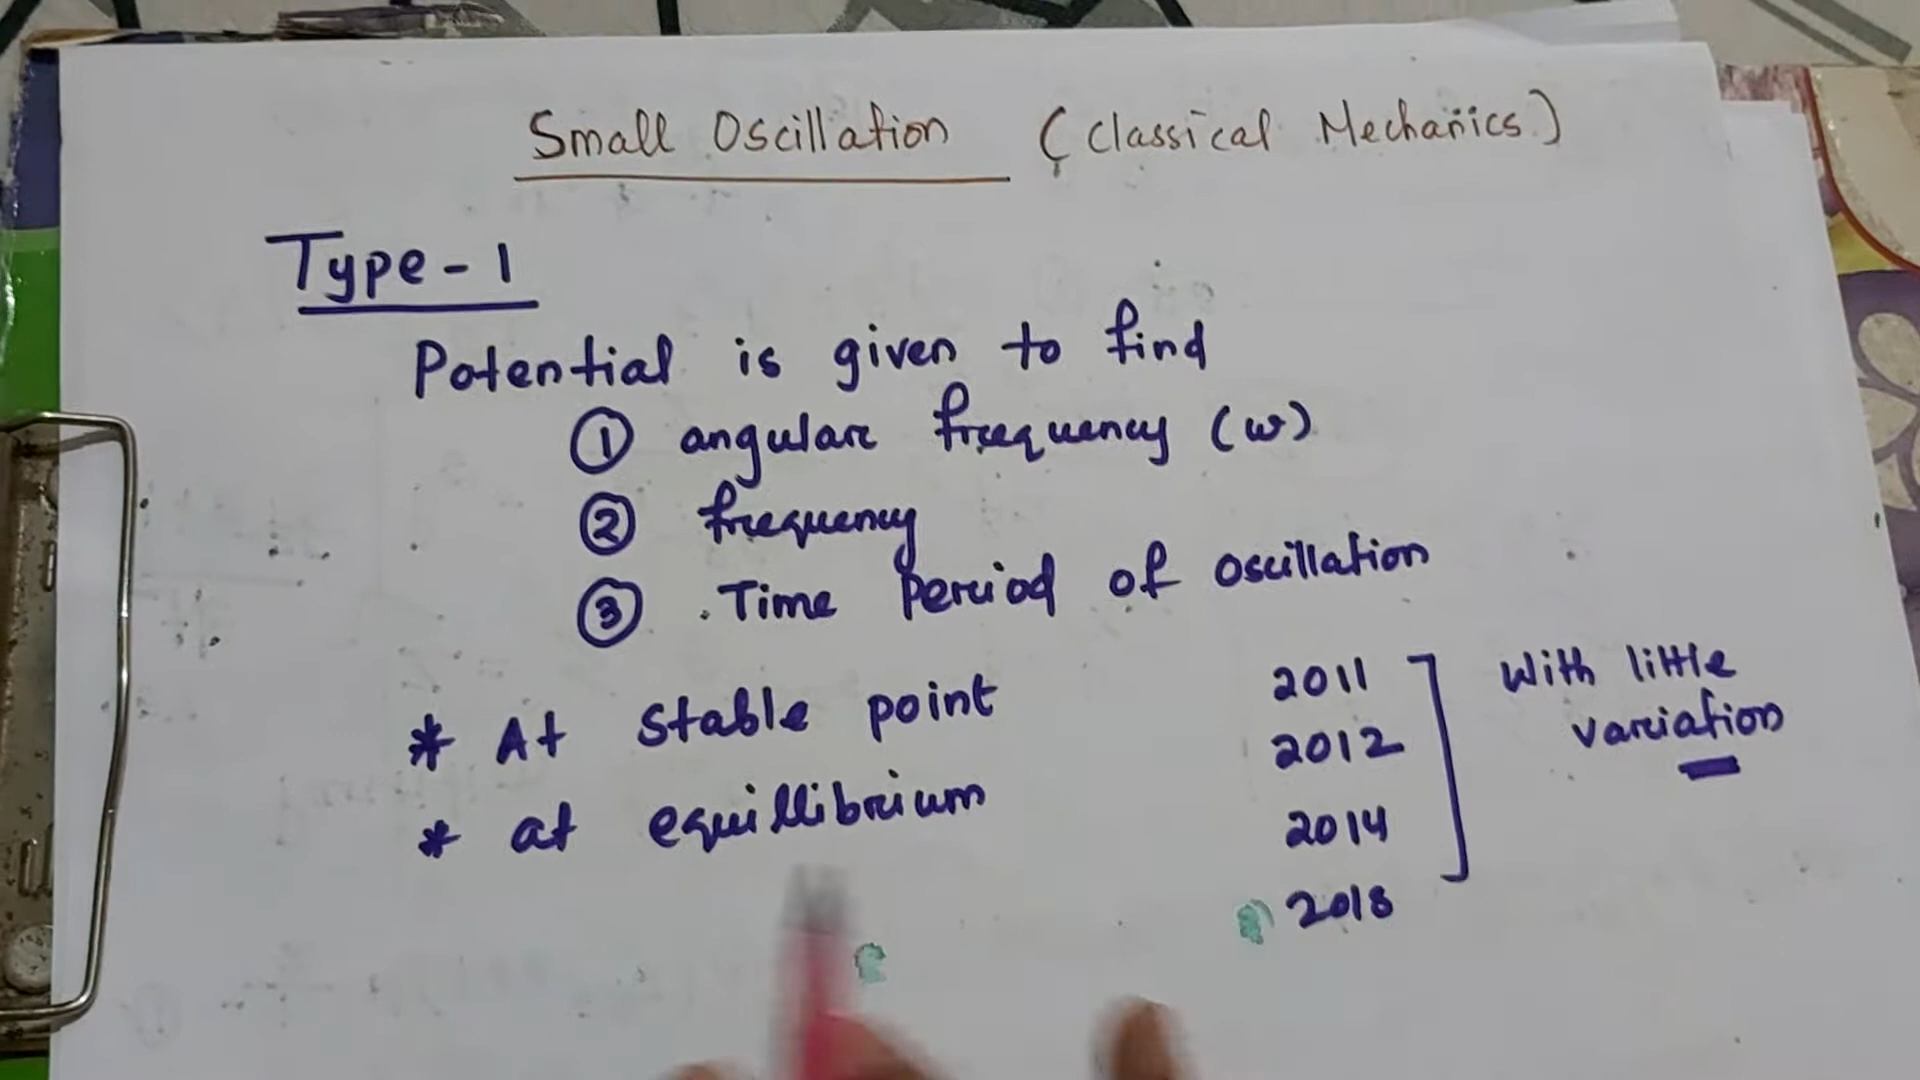 Small Oscillation (Classical Mechanics)
Type-1
Potential is given to find
① angular frequency (ω)
② frequency
③ . Time period of oscillation
* At stable point
* at equillibrium
2011
2012
2014
2018
With little
variation